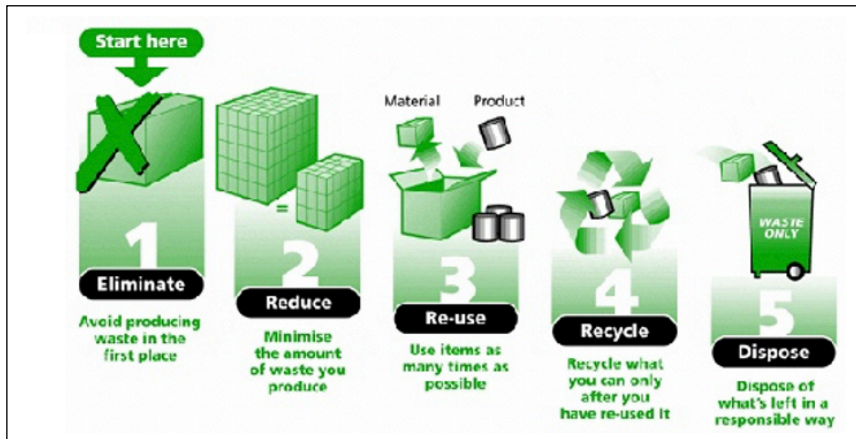 Start here
Material
Product
WASTE
ONLY
1
Eliminate
Avoid producing
waste in the
first place
=
2
Reduce
Minimise
the amount
of waste you
produce
3
Re-use
Use items as
many times as
possible
4
Recycle
Recycle what
you can only
after you
have re-used it
5
Dispose
Dispose of
what's left in a
responsible way